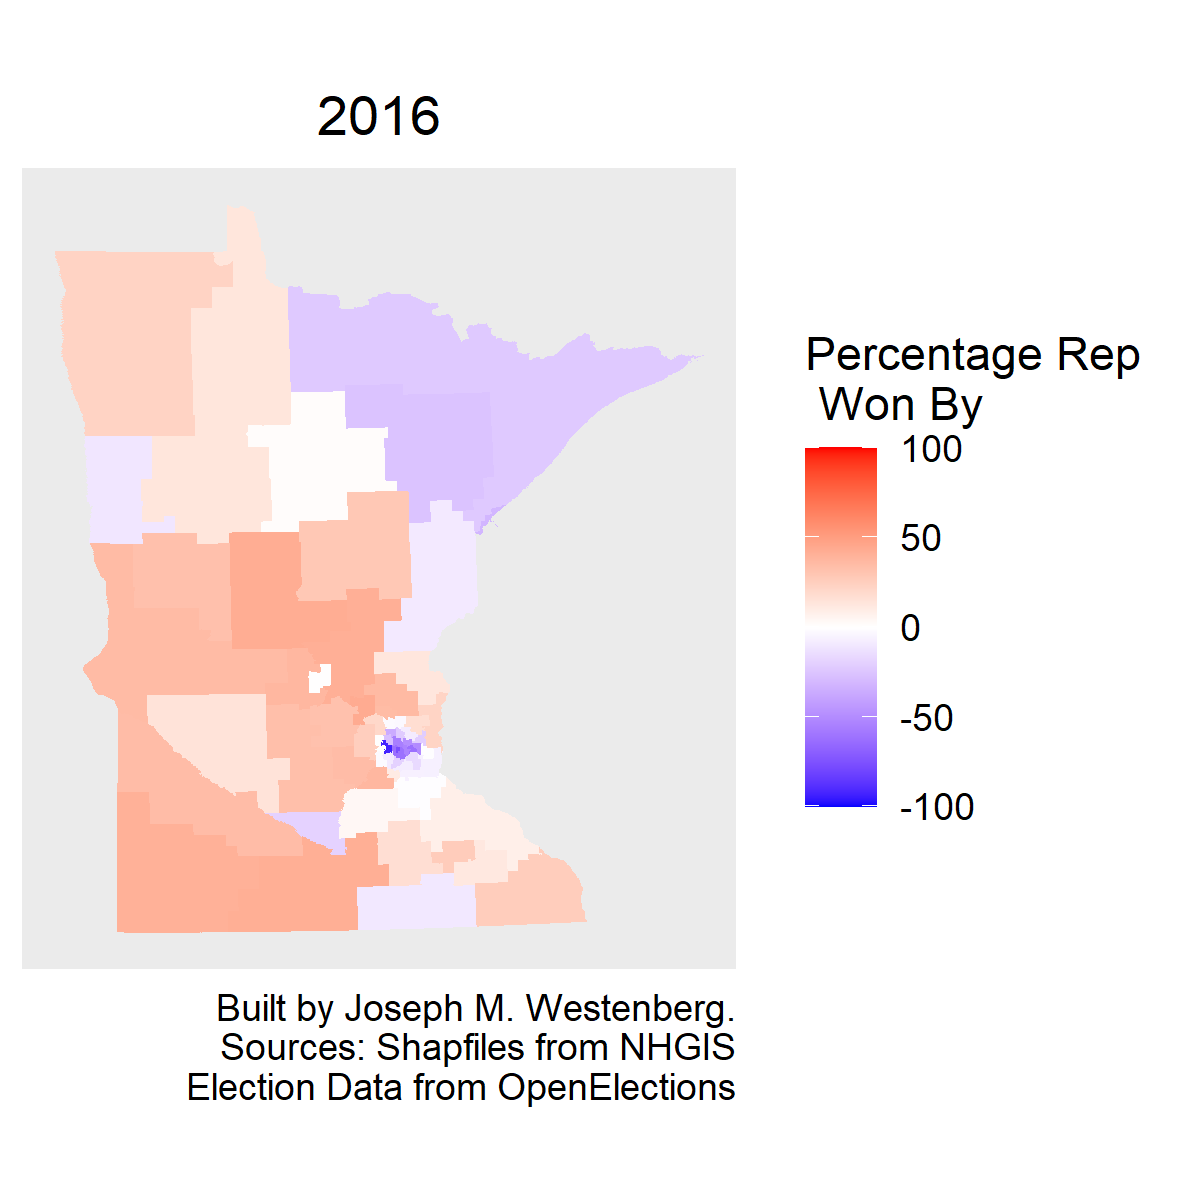 2016
Percentage Rep
Won By
100
50
0
-50
-100
Built by Joseph M. Westenberg.
Sources: Shapfiles from NHGIS
Election Data from OpenElections